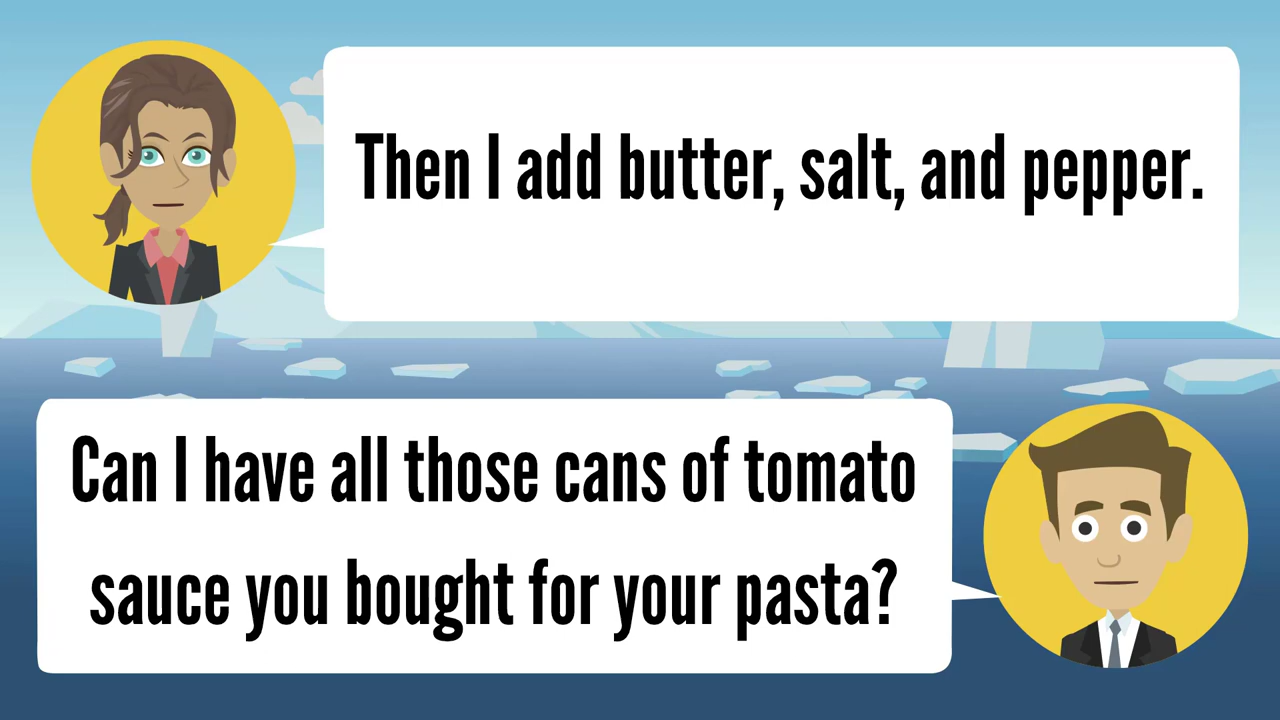 Then I add butter, salt, and pepper.
Can I have all those cans of tomato
sauce you bought for your pasta?